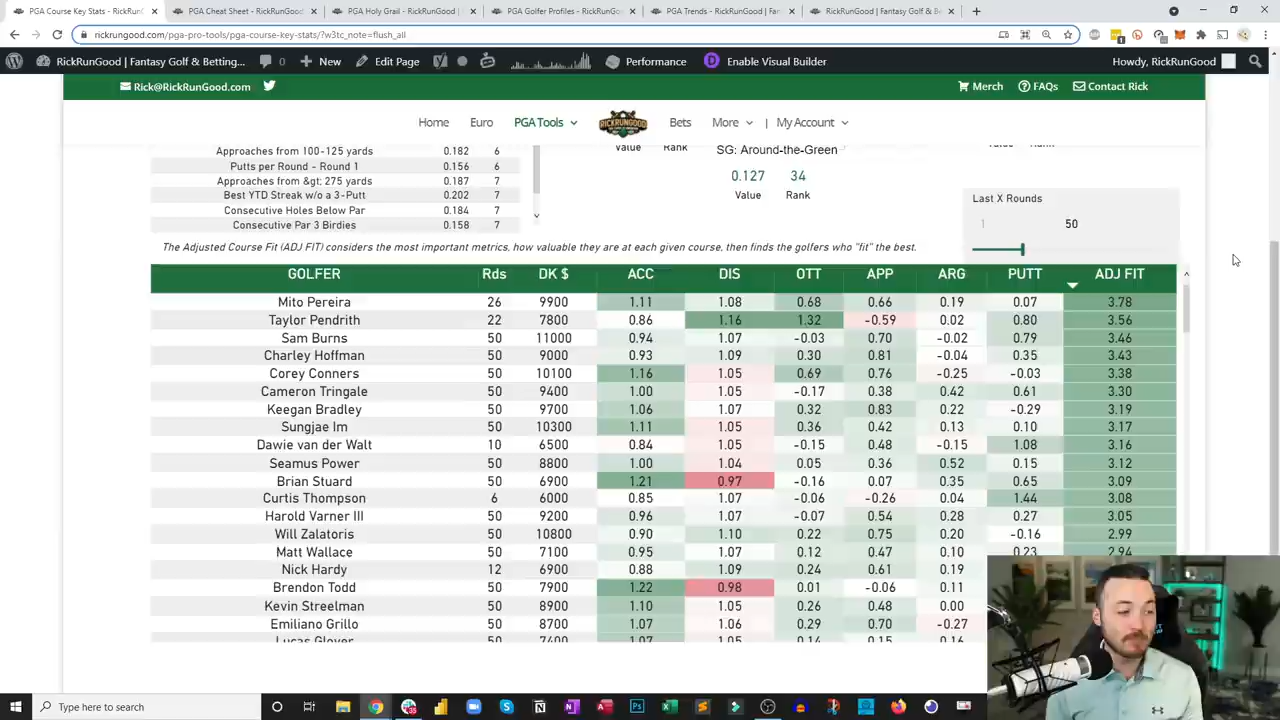 PGA Course Key Stats - RickRunG
PGA Cheat Sheet - RickRunGood
PGA Holy Grail - RickRunGood |
PGA Golfer Profiles - RickRunGo
PGA Trends - RickRunGood | Fan
RickRunGood | Fantasy Golf & Be
rickrungood.com/pga-pro-tools/pga-course-key-stats/?w3tc_note=flush_all
RickRunGood | Fantasy Golf & Betting... 0 New Edit Page Performance Enable Visual Builder Howdy, RickRunGood
Rick@RickRunGood.com Merch FAQs Contact Rick
Home Euro PGA Tools RICKRUNGOOD Bets More | My Account
Approaches from 100-125 yards 0.182 6
Putts per Round - Round 1 0.156 6
Approaches from &gt; 275 yards 0.187 7
Best YTD Streak w/o a 3-Putt 0.202 7
Consecutive Holes Below Par 0.184 7
Consecutive Par 3 Birdies 0.158 7
Value Rank
SG: Around-the-Green
0.127 34
Value Rank
Last X Rounds
1 50
The Adjusted Course Fit (ADJ FIT) considers the most important metrics, how valuable they are at each given course, then finds the golfers who "fit" the best.
GOLFER Rds DK $ ACC DIS OTT APP ARG PUTT ADJ FIT
Mito Pereira 26 9900 1.11 1.08 0.68 0.66 0.19 0.07 3.78
Taylor Pendrith 22 7800 0.86 1.16 1.32 -0.59 0.02 0.80 3.56
Sam Burns 50 11000 0.94 1.07 -0.03 0.70 -0.02 0.79 3.46
Charley Hoffman 50 9000 0.93 1.09 0.30 0.81 -0.04 0.35 3.43
Corey Conners 50 10100 1.16 1.05 0.69 0.76 -0.25 -0.03 3.38
Cameron Tringale 50 9400 1.00 1.05 -0.17 0.38 0.42 0.61 3.30
Keegan Bradley 50 9700 1.06 1.07 0.32 0.83 0.22 -0.29 3.19
Sungjae Im 50 10300 1.11 1.05 0.36 0.42 0.13 0.10 3.17
Dawie van der Walt 10 6500 0.84 1.05 -0.15 0.48 -0.15 1.08 3.16
Seamus Power 50 8800 1.00 1.04 0.05 0.36 0.52 0.15 3.12
Brian Stuard 50 6900 1.21 0.97 -0.16 0.07 0.35 0.65 3.09
Curtis Thompson 6 6000 0.85 1.07 -0.06 -0.26 0.04 1.44 3.08
Harold Varner III 50 9200 0.96 1.07 -0.07 0.54 0.28 0.27 3.05
Will Zalatoris 50 10800 0.90 1.10 0.22 0.75 0.20 -0.16 2.99
Matt Wallace 50 7100 0.95 1.07 0.12 0.47 0.10 0.23 2.94
Nick Hardy 12 6900 0.88 1.09 0.24 0.61 0.19
Brendon Todd 50 7900 1.22 0.98 0.01 -0.06 0.11
Kevin Streelman 50 8900 1.10 1.05 0.26 0.48 0.00
Emiliano Grillo 50 8700 1.07 1.06 0.29 0.70 -0.27
Lucas Glover 50 7400 1.07 1.05 0.14 0.15 0.16
Type here to search